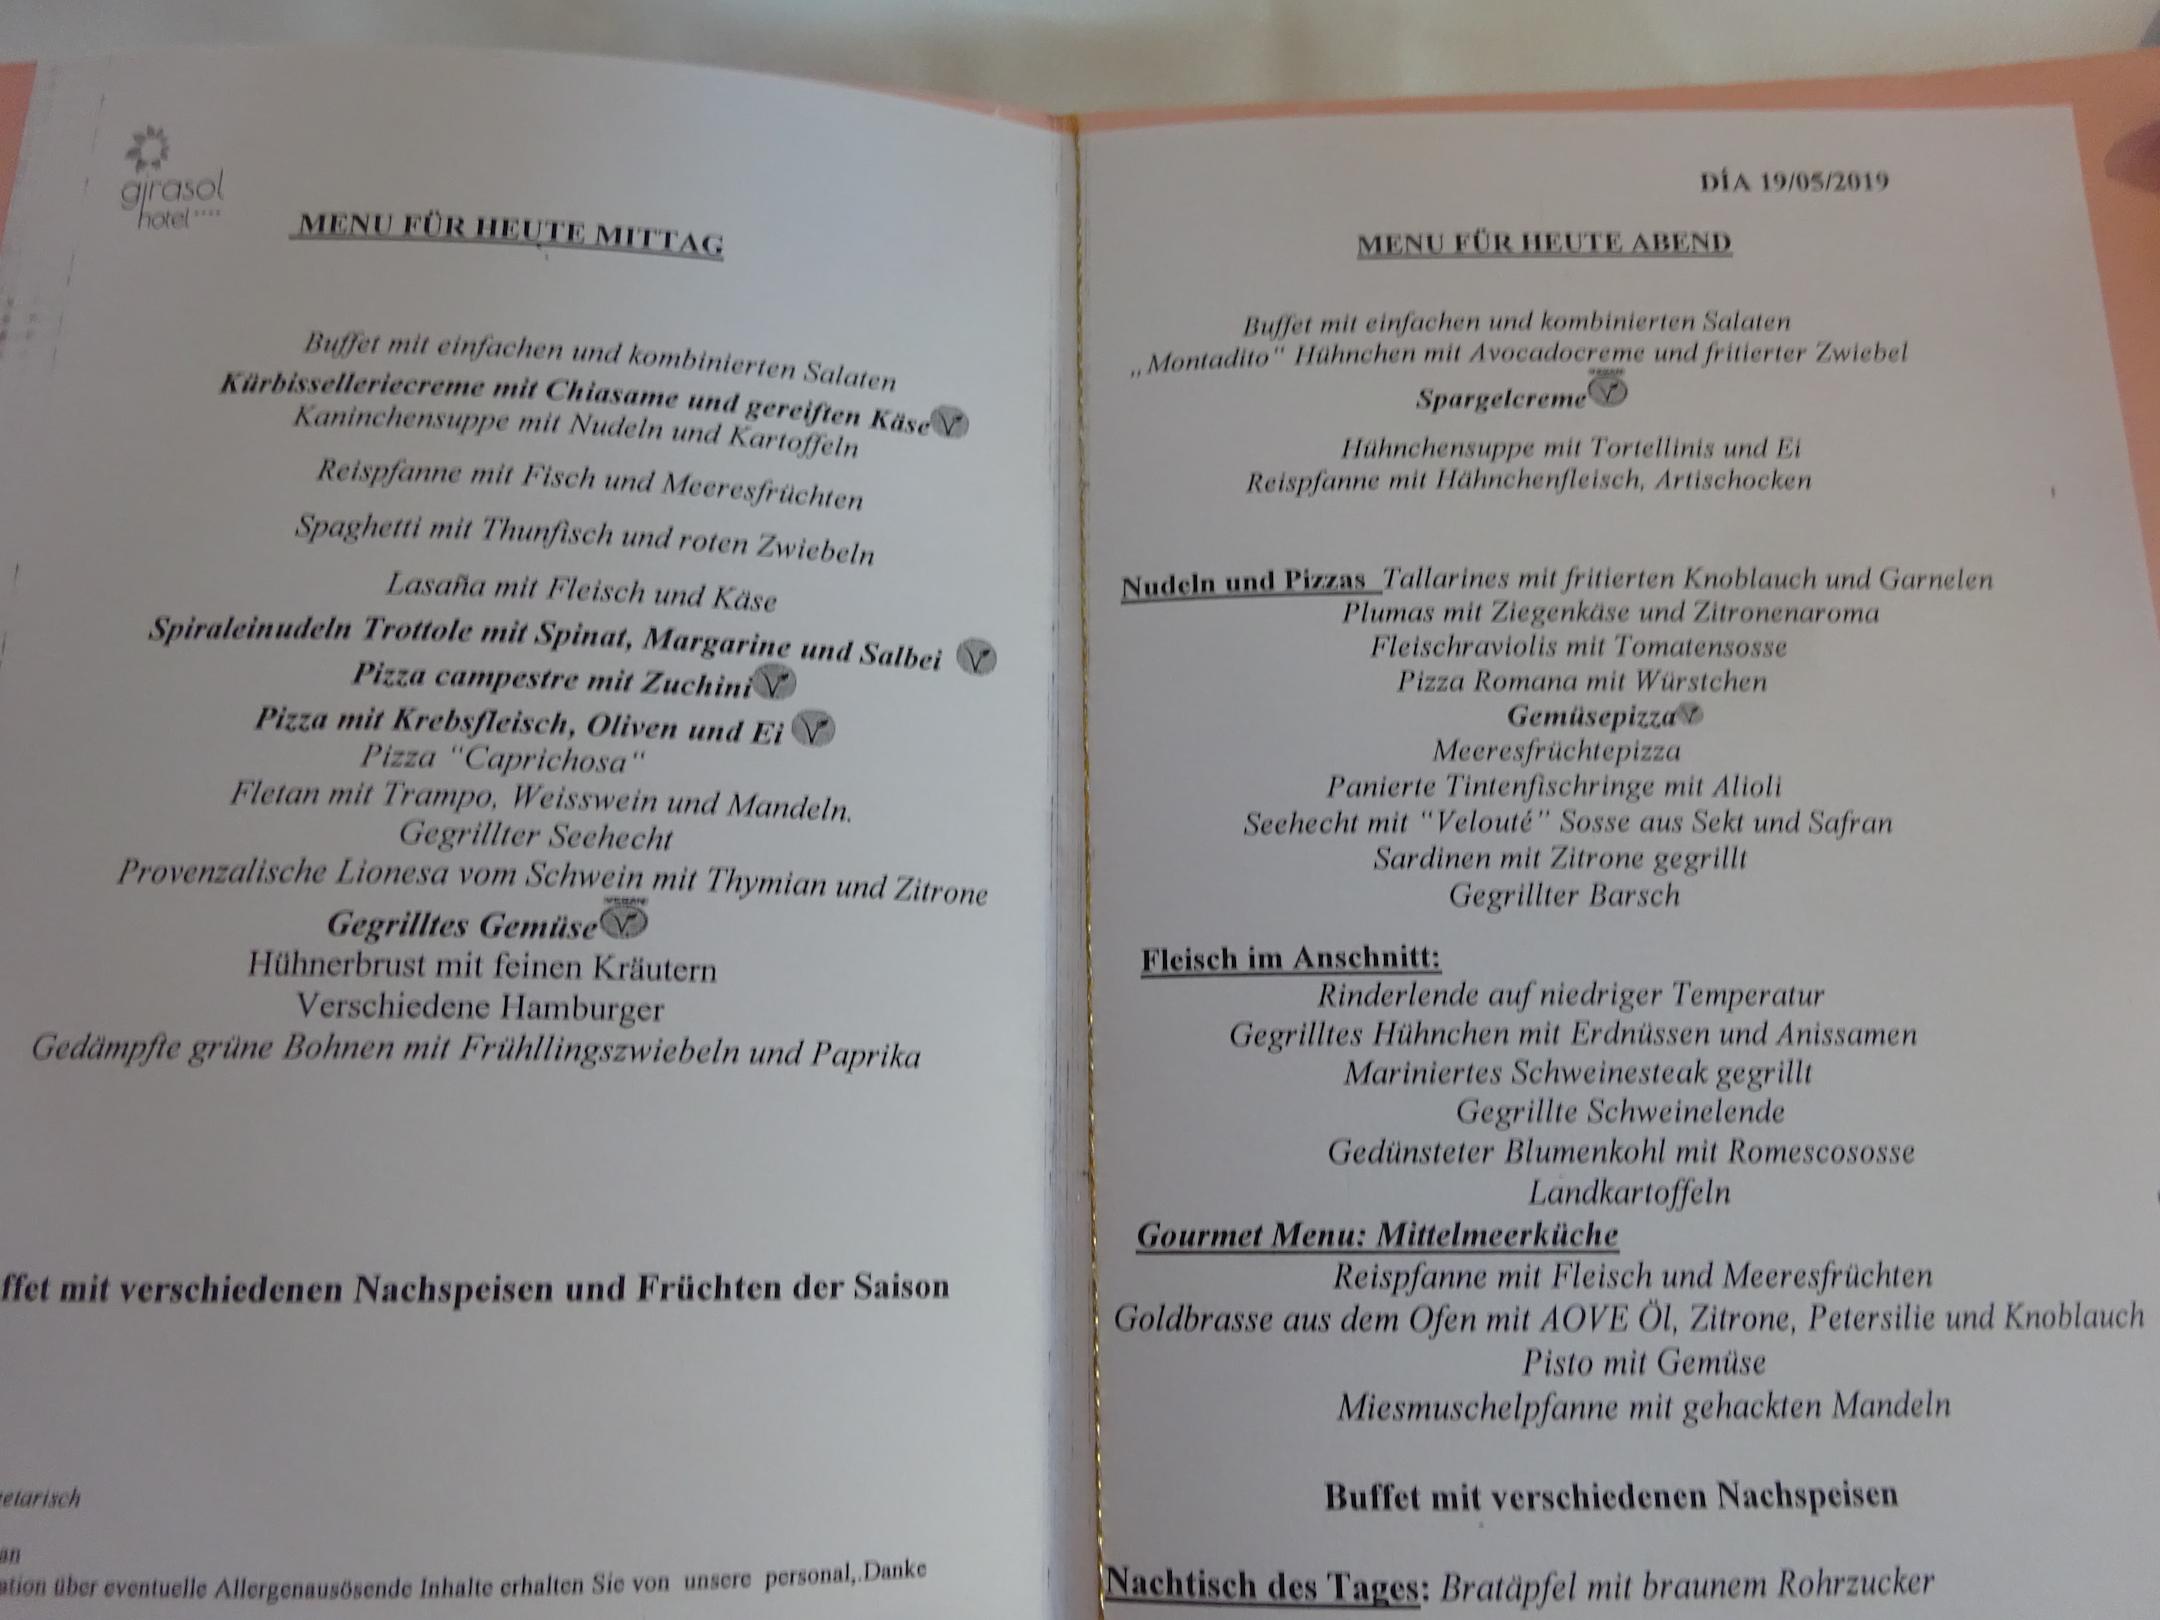 girasol
hotel ****
MENU FÜR HEUTE MITTAG
Buffet mit einfachen und kombinierten Salaten
Kürbisselleriecreme mit Chiasame und gereiften Käse
Kaninchensuppe mit Nudeln und Kartoffeln
Reispfanne mit Fisch und Meeresfrüchten
Spaghetti mit Thunfisch und roten Zwiebeln
Lasaña mit Fleisch und Käse
Spiraleinudeln Trottole mit Spinat, Margarine und Salbei
Pizza campestre mit Zuchini
Pizza mit Krebsfleisch, Oliven und Ei
Pizza "Caprichosa“
Fletan mit Trampo, Weisswein und Mandeln.
Gegrillter Seehecht
Provenzalische Lionesa vom Schwein mit Thymian und Zitrone
Gegrilltes Gemüse
Hühnerbrust mit feinen Kräutern
Verschiedene Hamburger
Gedämpfte grüne Bohnen mit Frühllingszwiebeln und Paprika
ffet mit verschiedenen Nachspeisen und Früchten der Saison
etarisch
an
ation über eventuelle Allergenausösende Inhalte erhalten Sie von unsere personal,.Danke
DÍA 19/05/2019
MENU FÜR HEUTE ABEND
Buffet mit einfachen und kombinierten Salaten
„Montadito“ Hühnchen mit Avocadocreme und fritierter Zwiebel
Spargelcreme
Hühnchensuppe mit Tortellinis und Ei
Reispfanne mit Hähnchenfleisch, Artischocken
Nudeln und Pizzas Tallarines mit fritierten Knoblauch und Garnelen
Plumas mit Ziegenkäse und Zitronenaroma
Fleischraviolis mit Tomatensosse
Pizza Romana mit Würstchen
Gemüsepizza
Meeresfrüchtepizza
Panierte Tintenfischringe mit Alioli
Seehecht mit "Velouté" Sosse aus Sekt und Safran
Sardinen mit Zitrone gegrillt
Gegrillter Barsch
Fleisch im Anschnitt:
Rinderlende auf niedriger Temperatur
Gegrilltes Hühnchen mit Erdnüssen und Anissamen
Mariniertes Schweinesteak gegrillt
Gegrillte Schweinelende
Gedünsteter Blumenkohl mit Romescososse
Landkartoffeln
Gourmet Menu: Mittelmeerküche
Reispfanne mit Fleisch und Meeresfrüchten
Goldbrasse aus dem Ofen mit AOVE Öl, Zitrone, Petersilie und Knoblauch
Pisto mit Gemüse
Miesmuschelpfanne mit gehackten Mandeln
Buffet mit verschiedenen Nachspeisen
Nachtisch des Tages: Bratäpfel mit braunem Rohrzucker